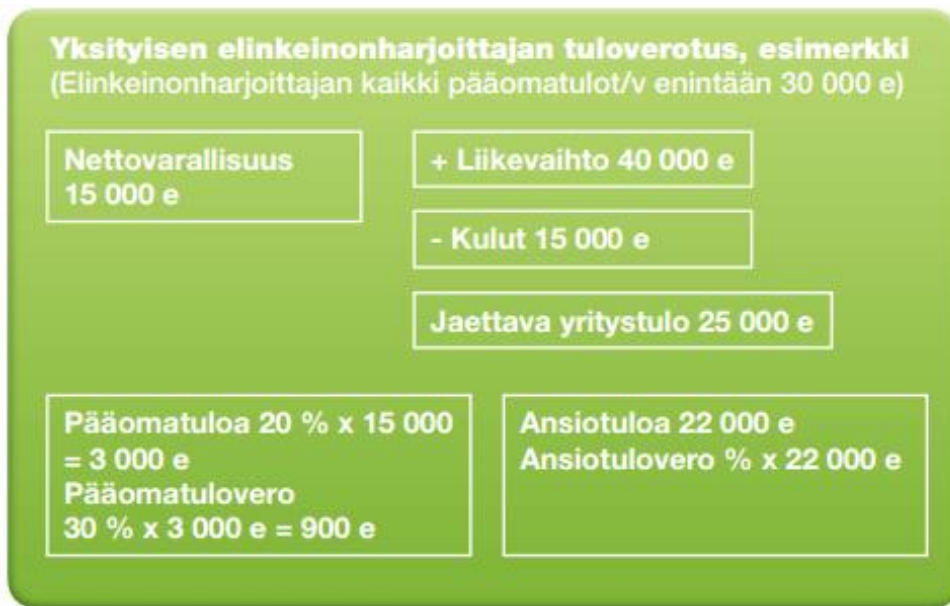 Yksityisen elinkeinonharjoittajan tuloverotus, esimerkki
(Elinkeinonharjoittajan kaikki pääomatulot/v enintään 30 000 e)
Nettovarallisuus
15 000 e
+ Liikevaihto 40 000 e
- Kulut 15 000 e
Jaettava yritystulo 25 000 e
Pääomatuloa 20 % x 15 000
= 3 000 e
Pääomatulovero
30 % x 3 000 e = 900 e
Ansiotuloa 22 000 e
Ansiotulovero % x 22 000 e